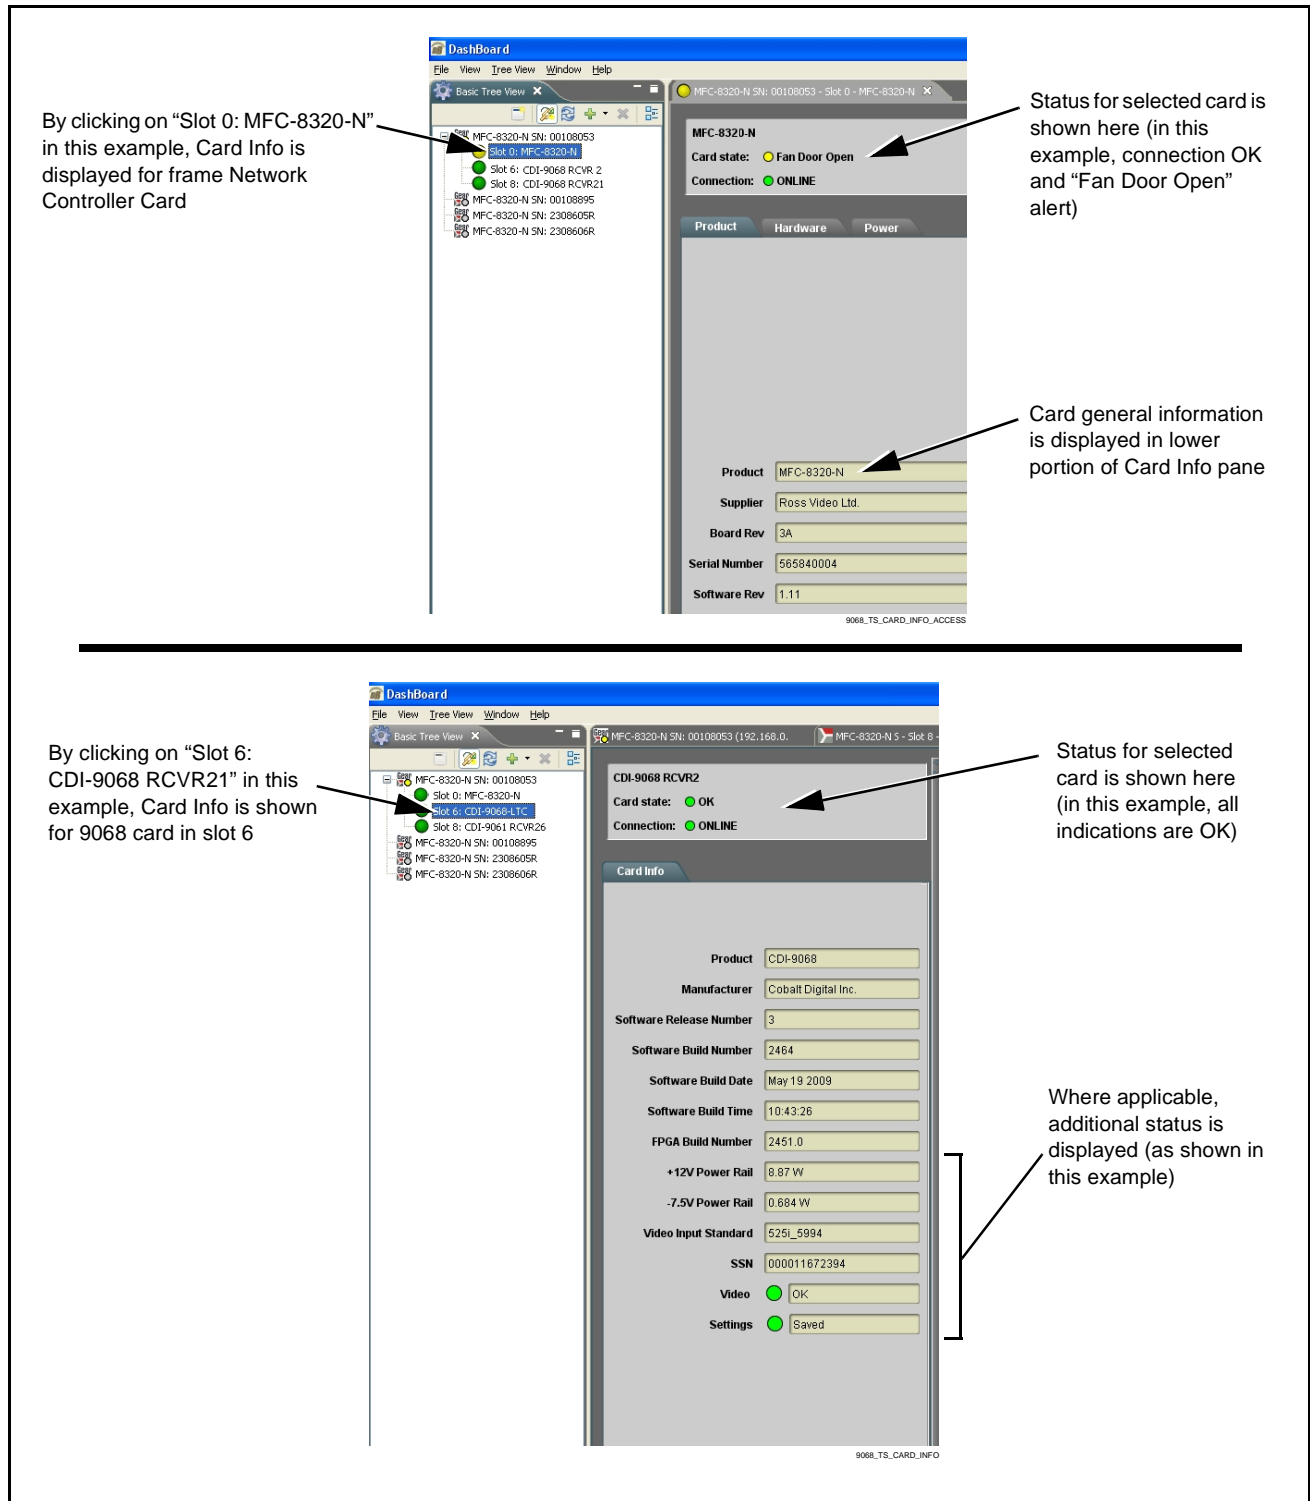 DashBoard
File View Tree View Window Help
Basic Tree View
MFC-8320-N SN: 00108053 - Slot 0 - MFC-8320-N
By clicking on “Slot 0: MFC-8320-N”
in this example, Card Info is
displayed for frame Network
Controller Card
MFC-8320-N SN: 00108053
Slot 0: MFC-8320-N
Slot 6: CDI-9068 RCVR 2
Slot 8: CDI-9068 RCVR21
MFC-8320-N SN: 00108895
MFC-8320-N SN: 2308605R
MFC-8320-N SN: 2308606R
MFC-8320-N
Card state: Fan Door Open
Connection: ONLINE
Status for selected card is
shown here (in this
example, connection OK
and “Fan Door Open”
alert)
Product Hardware Power
Card general information
is displayed in lower
portion of Card Info pane
Product MFC-8320-N
Supplier Ross Video Ltd.
Board Rev 3A
Serial Number 565840004
Software Rev 1.11
9068_TS_CARD_INFO_ACCESS
DashBoard
File View Tree View Window Help
Basic Tree View
MFC-8320-N SN: 00108053 (192.168.0.
MFC-8320-N S - Slot 8 -
By clicking on “Slot 6:
CDI-9068 RCVR21” in this
example, Card Info is shown
for 9068 card in slot 6
MFC-8320-N SN: 00108053
Slot 0: MFC-8320-N
Slot 6: CDI-9068-LTC
Slot 8: CDI-9061 RCVR26
MFC-8320-N SN: 00108895
MFC-8320-N SN: 2308605R
MFC-8320-N SN: 2308606R
CDI-9068 RCVR2
Card state: OK
Connection: ONLINE
Status for selected
card is shown here
(in this example, all
indications are OK)
Card Info
Product CDI-9068
Manufacturer Cobalt Digital Inc.
Software Release Number 3
Software Build Number 2464
Software Build Date May 19 2009
Software Build Time 10:43:26
FPGA Build Number 2451.0
+12V Power Rail 8.87 W
-7.5V Power Rail 0.684 W
Video Input Standard 525i_5994
SSN 000011672394
Video OK
Settings Saved
Where applicable,
additional status is
displayed (as shown in
this example)
9068_TS_CARD_INFO